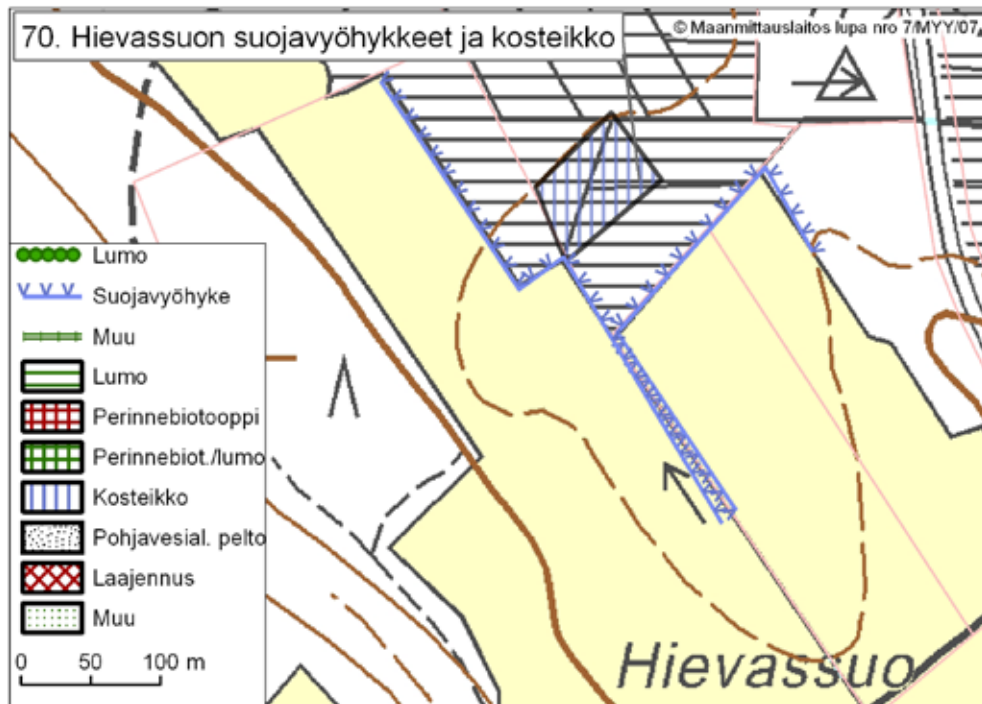 70. Hievassuon suojavyöhykkeet ja kosteikko
© Maanmittauslaitos lupa nro 7/MYY/07
Lumo
Suojavyöhyke
Muu
Lumo
Perinnebiotooppi
Perinnebiot./lumo
Kosteikko
Pohjavesial. pelto
Laajennus
Muu
0 50 100 m
Hievassuo